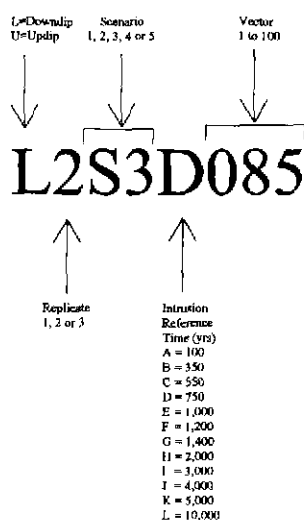 L=Downdip
U=Updip
Scenario
1, 2, 3, 4 or 5
Vector
1 to 100
L2S3D085
Replicate
1, 2 or 3
Intrusion
Reference
Time (yrs)
A = 100
B = 350
C = 550
D = 750
E = 1,000
F = 1,200
G = 1,400
H = 2,000
I = 3,000
J = 4,000
K = 5,000
L = 10,000